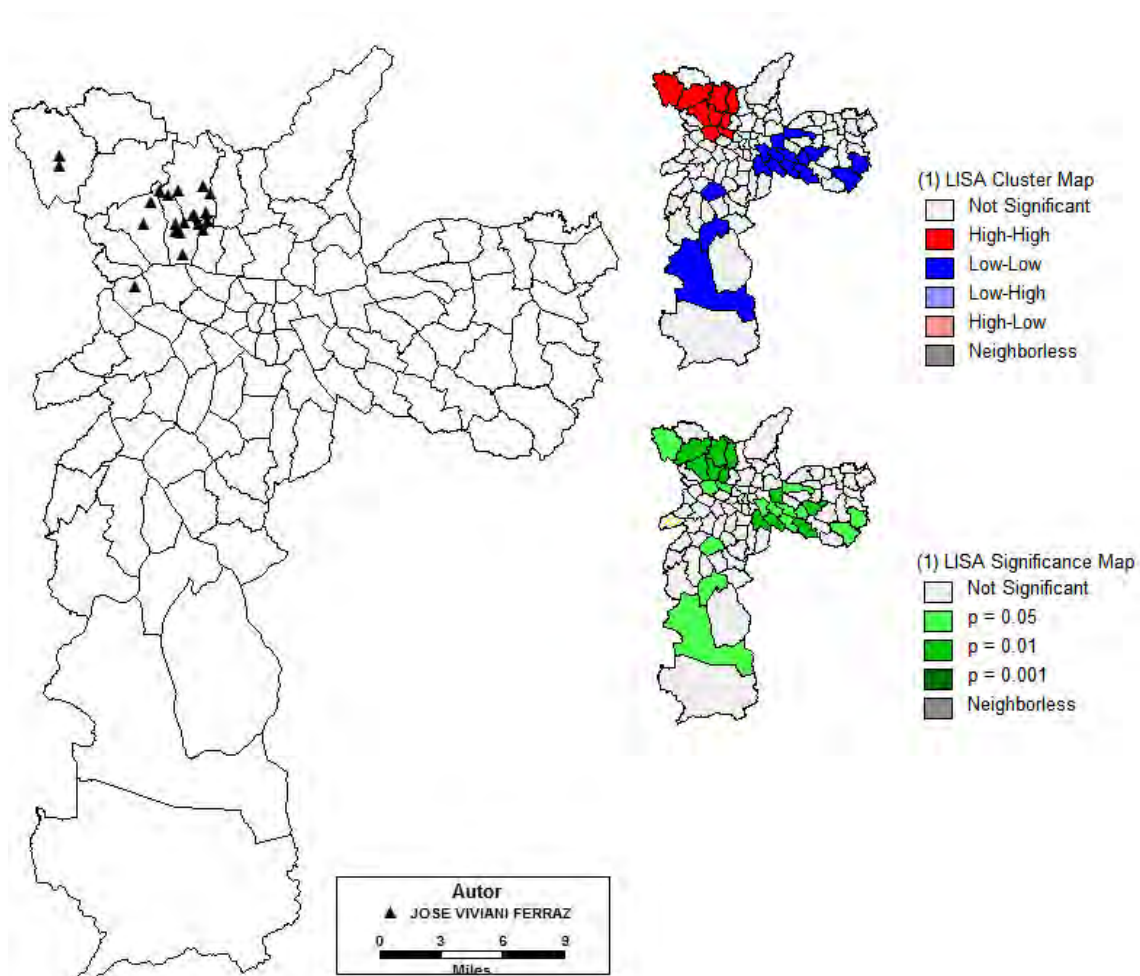 (1) LISA Cluster Map
Not Significant
High-High
Low-Low
Low-High
High-Low
Neighborless
(1) LISA Significance Map
Not Significant
p = 0.05
p = 0.01
p = 0.001
Neighborless
Autor
JOSE VIVIANI FERRAZ
0 3 6 9
Miles